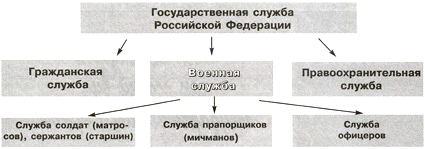 Государственная служба
Российской Федерации
Гражданская
служба
Военная
служба
Правоохранительная
служба
Служба солдат (матро-
сов), сержантов (старшин)
Служба прапорщиков
(мичманов)
Служба
офицеров